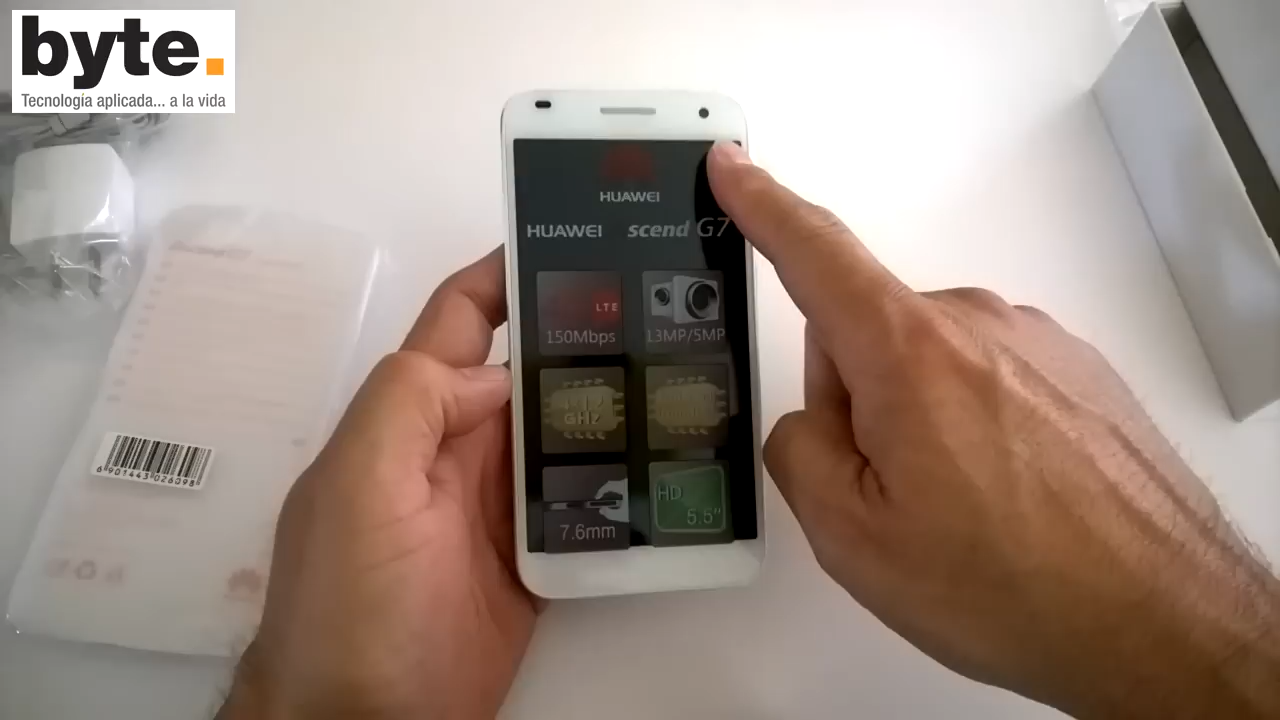 byte.
Tecnología aplicada... a la vida
HUAWEI
HUAWEI scend G7
LTE
150Mbps
13MP/5MP
GHz
7.6mm
HD
5.5"
6901443026098